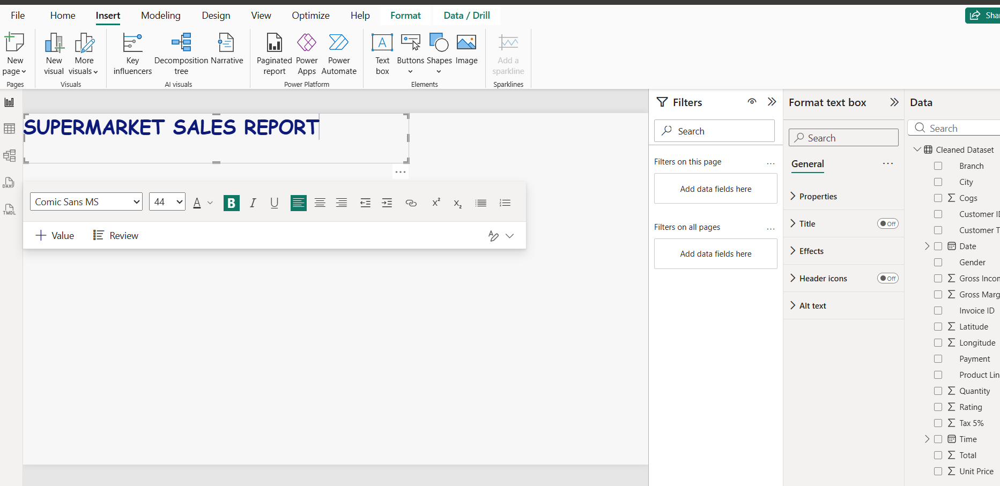 File Home Insert Modeling Design View Optimize Help Format Data / Drill
New page
Pages
New visual
More visuals
Visuals
Key influencers
Decomposition tree
Narrative
AI visuals
Paginated report
Power Apps
Power Automate
Power Platform
Text box
Buttons
Shapes
Image
Elements
Add a sparkline
Sparklines
DAX
TMDL
SUPERMARKET SALES REPORT
Comic Sans MS 44 A B I U x² x₂
+ Value Review
Filters
Search
Filters on this page ...
Add data fields here
Filters on all pages ...
Add data fields here
Format text box
Search
General ...
Properties
Title Off
Effects
Header icons Off
Alt text
Data
Search
Cleaned Dataset
Branch
City
Σ Cogs
Customer ID
Customer T
Date
Gender
Σ Gross Incom
Σ Gross Marg
Invoice ID
Σ Latitude
Σ Longitude
Payment
Product Lin
Σ Quantity
Σ Rating
Σ Tax 5%
Time
Σ Total
Σ Unit Price